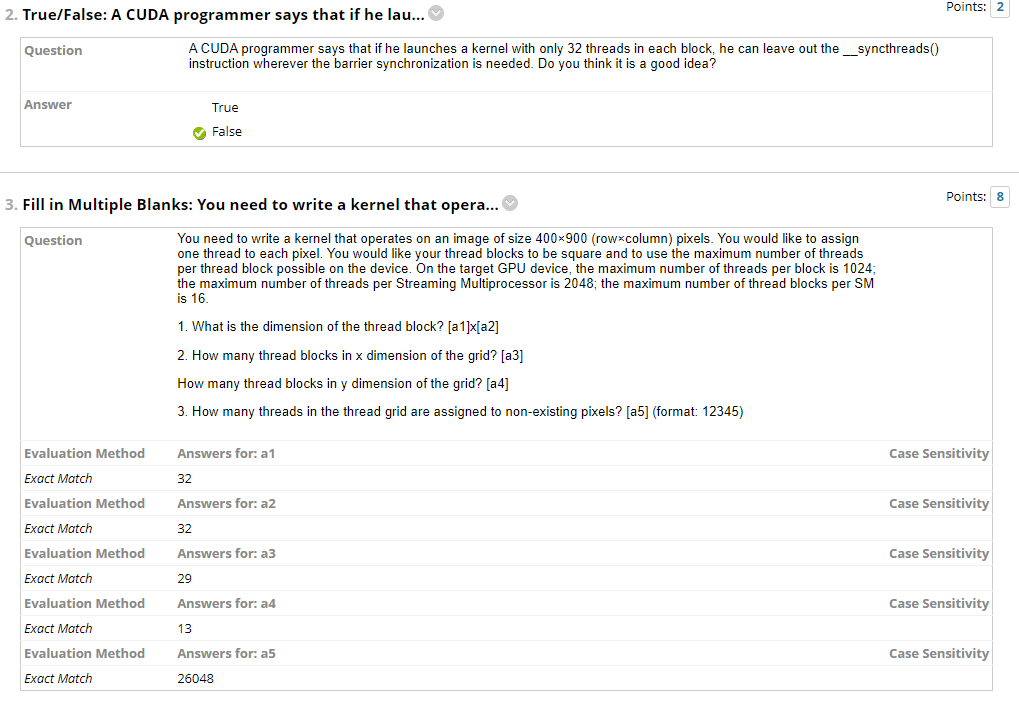 2. True/False: A CUDA programmer says that if he lau...
Points: 2
Question
A CUDA programmer says that if he launches a kernel with only 32 threads in each block, he can leave out the __syncthreads()
instruction wherever the barrier synchronization is needed. Do you think it is a good idea?
Answer
True
False
3. Fill in Multiple Blanks: You need to write a kernel that opera...
Points: 8
Question
You need to write a kernel that operates on an image of size 400×900 (row×column) pixels. You would like to assign
one thread to each pixel. You would like your thread blocks to be square and to use the maximum number of threads
per thread block possible on the device. On the target GPU device, the maximum number of threads per block is 1024;
the maximum number of threads per Streaming Multiprocessor is 2048; the maximum number of thread blocks per SM
is 16.
1. What is the dimension of the thread block? [a1]x[a2]
2. How many thread blocks in x dimension of the grid? [a3]
How many thread blocks in y dimension of the grid? [a4]
3. How many threads in the thread grid are assigned to non-existing pixels? [a5] (format: 12345)
Evaluation Method Answers for: a1 Case Sensitivity
Exact Match 32
Evaluation Method Answers for: a2 Case Sensitivity
Exact Match 32
Evaluation Method Answers for: a3 Case Sensitivity
Exact Match 29
Evaluation Method Answers for: a4 Case Sensitivity
Exact Match 13
Evaluation Method Answers for: a5 Case Sensitivity
Exact Match 26048